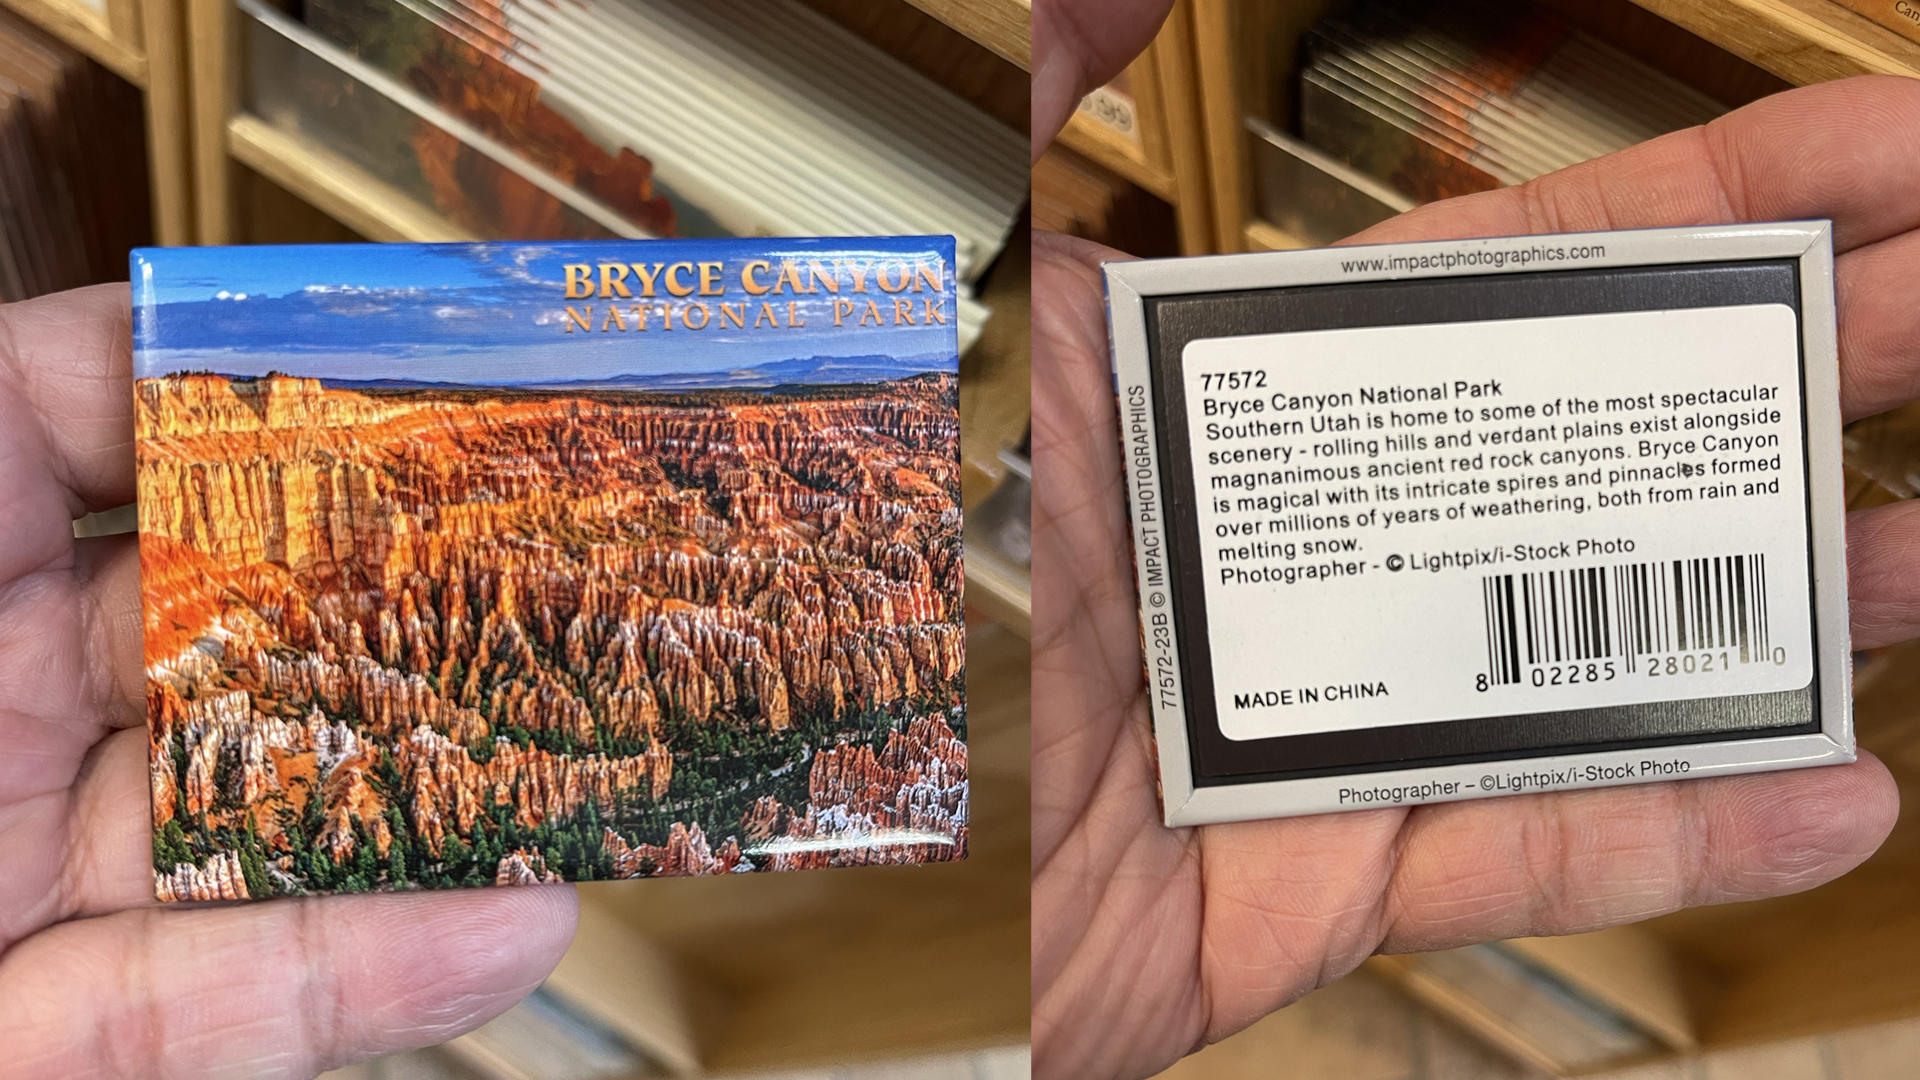 BRYCE CANYON
NATIONAL PARK
www.impactphotographics.com
77572-23B © IMPACT PHOTOGRAPHICS
77572
Bryce Canyon National Park
Southern Utah is home to some of the most spectacular
scenery - rolling hills and verdant plains exist alongside
magnanimous ancient red rock canyons. Bryce Canyon
is magical with its intricate spires and pinnacles formed
over millions of years of weathering, both from rain and
melting snow.
Photographer - © Lightpix/i-Stock Photo
MADE IN CHINA
8 02285 28021 0
Photographer – ©Lightpix/i-Stock Photo